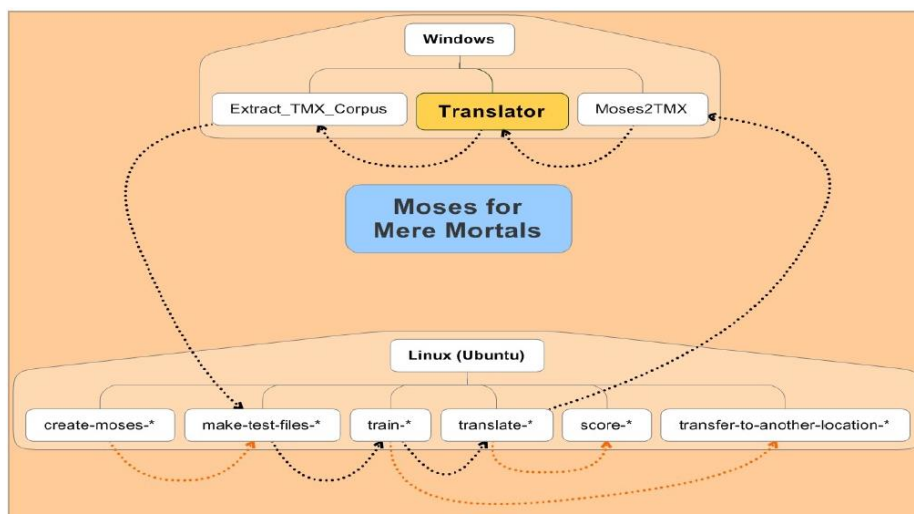 Windows
Extract_TMX_Corpus Translator Moses2TMX
Moses for
Mere Mortals
Linux (Ubuntu)
create-moses-* make-test-files-* train-* translate-* score-* transfer-to-another-location-*